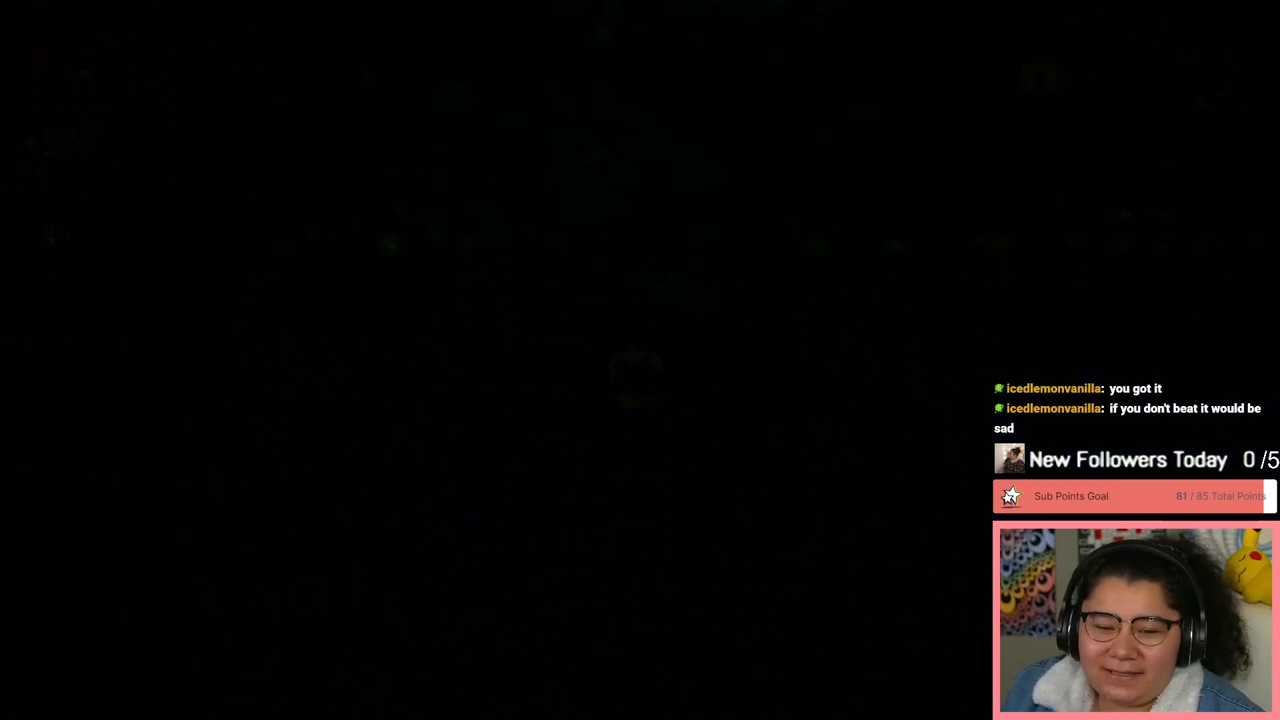 icedlemonvanilla: you got it
icedlemonvanilla: if you don't beat it would be
sad
New Followers Today 0 /5
Sub Points Goal 81 / 85 Total Points